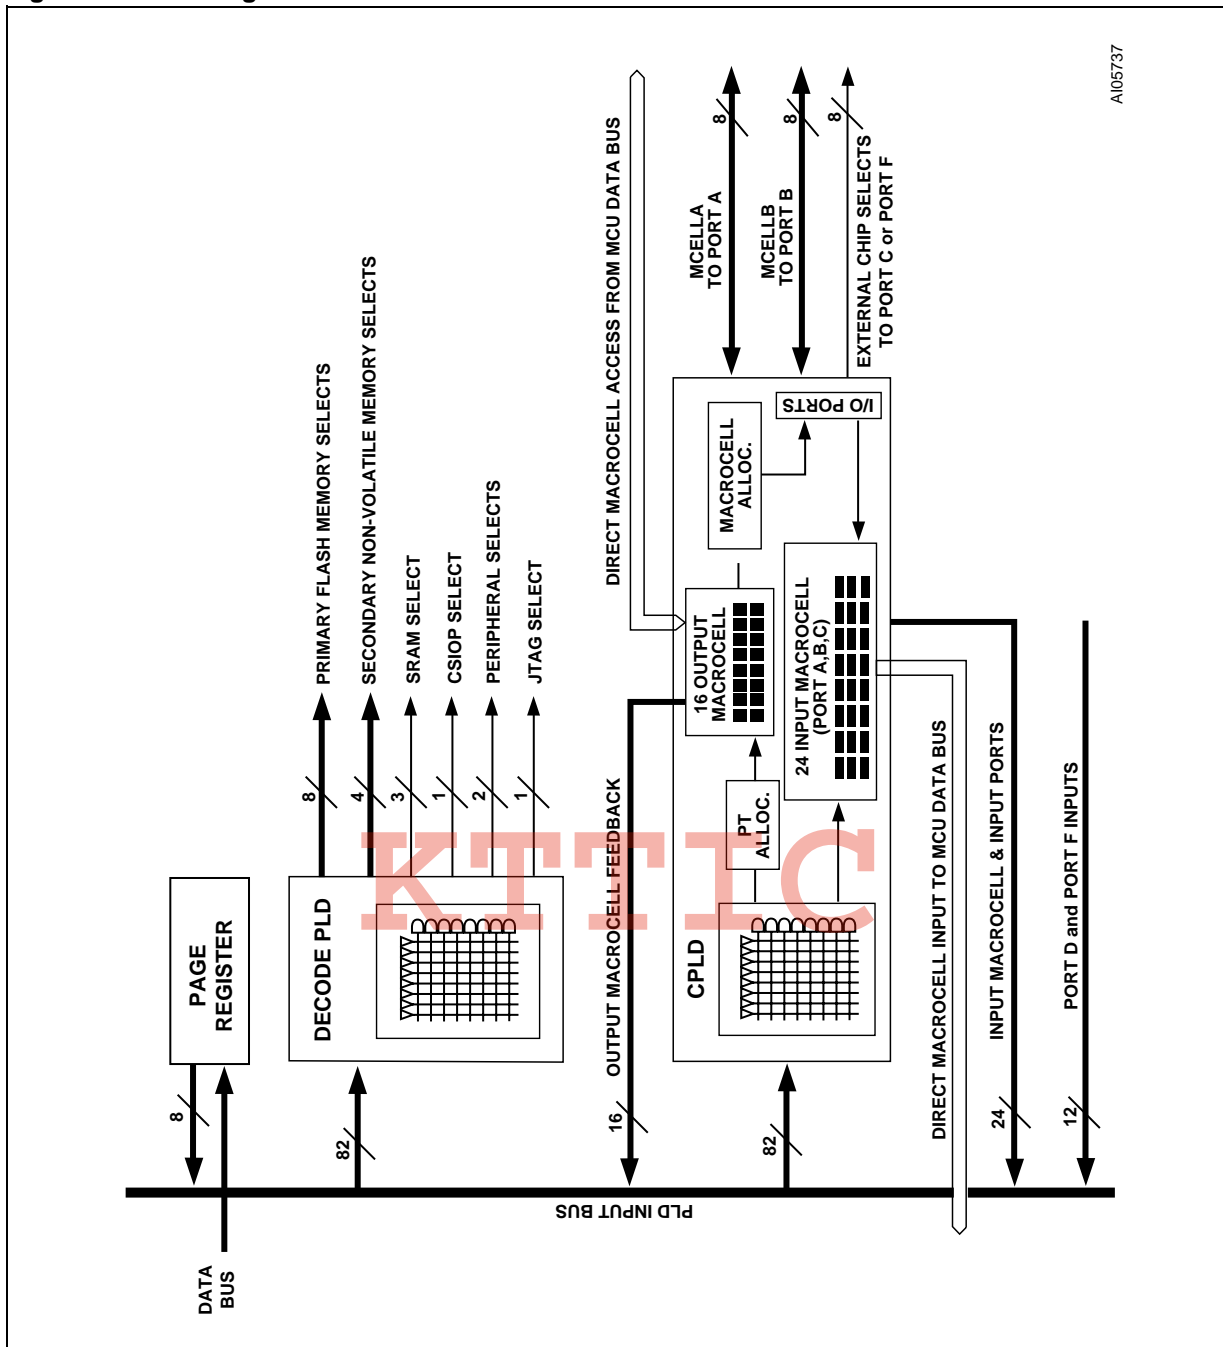 AI05737
DATA
BUS
8
PAGE
REGISTER
PLD INPUT BUS
82
DECODE PLD
8
PRIMARY FLASH MEMORY SELECTS
4
SECONDARY NON-VOLATILE MEMORY SELECTS
3
SRAM SELECT
1
CSIOP SELECT
2
PERIPHERAL SELECTS
1
JTAG SELECT
16
OUTPUT MACROCELL FEEDBACK
DIRECT MACROCELL ACCESS FROM MCU DATA BUS
82
CPLD
PT
ALLOC.
16 OUTPUT
MACROCELL
MACROCELL
ALLOC.
24 INPUT MACROCELL
(PORT A,B,C)
I/O PORTS
MCELLA
TO PORT A
8
MCELLB
TO PORT B
8
EXTERNAL CHIP SELECTS
TO PORT C or PORT F
8
DIRECT MACROCELL INPUT TO MCU DATA BUS
24
INPUT MACROCELL & INPUT PORTS
12
PORT D and PORT F INPUTS
KTTIC